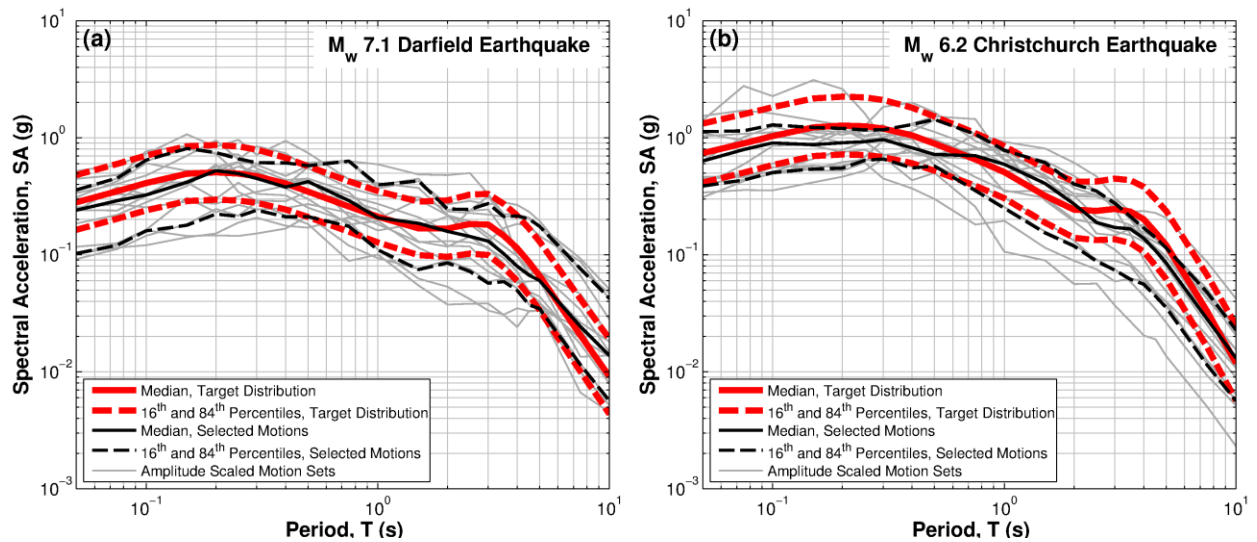 (a)
M_w 7.1 Darfield Earthquake
Spectral Acceleration, SA (g)
10^1
10^0
10^-1
10^-2
10^-3
Median, Target Distribution
16^th and 84^th Percentiles, Target Distribution
Median, Selected Motions
16^th and 84^th Percentiles, Selected Motions
Amplitude Scaled Motion Sets
10^-1 10^0 10^1
Period, T (s)
(b)
M_w 6.2 Christchurch Earthquake
Spectral Acceleration, SA (g)
10^1
10^0
10^-1
10^-2
10^-3
Median, Target Distribution
16^th and 84^th Percentiles, Target Distribution
Median, Selected Motions
16^th and 84^th Percentiles, Selected Motions
Amplitude Scaled Motion Sets
10^-1 10^0 10^1
Period, T (s)